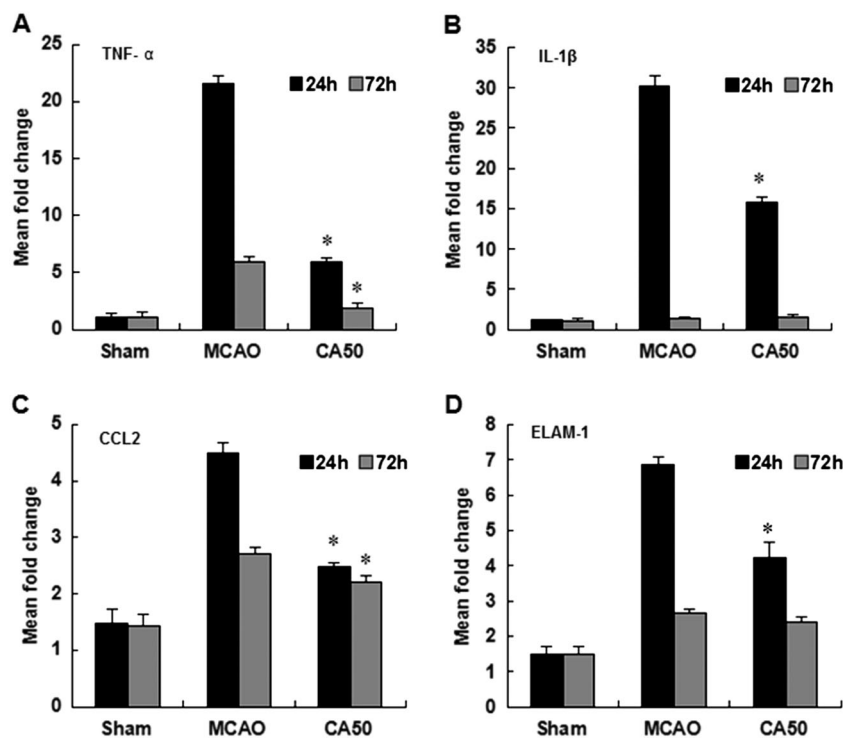 A
TNF- α
24h 72h
Mean fold change
25
20
15
10
5
0
Sham MCAO CA50
* *
B
IL-1β
24h 72h
Mean fold change
35
30
25
20
15
10
5
0
Sham MCAO CA50
*
C
CCL2
24h 72h
Mean fold change
5
4
3
2
1
0
Sham MCAO CA50
* *
D
ELAM-1
24h 72h
Mean fold change
8
7
6
5
4
3
2
1
0
Sham MCAO CA50
*